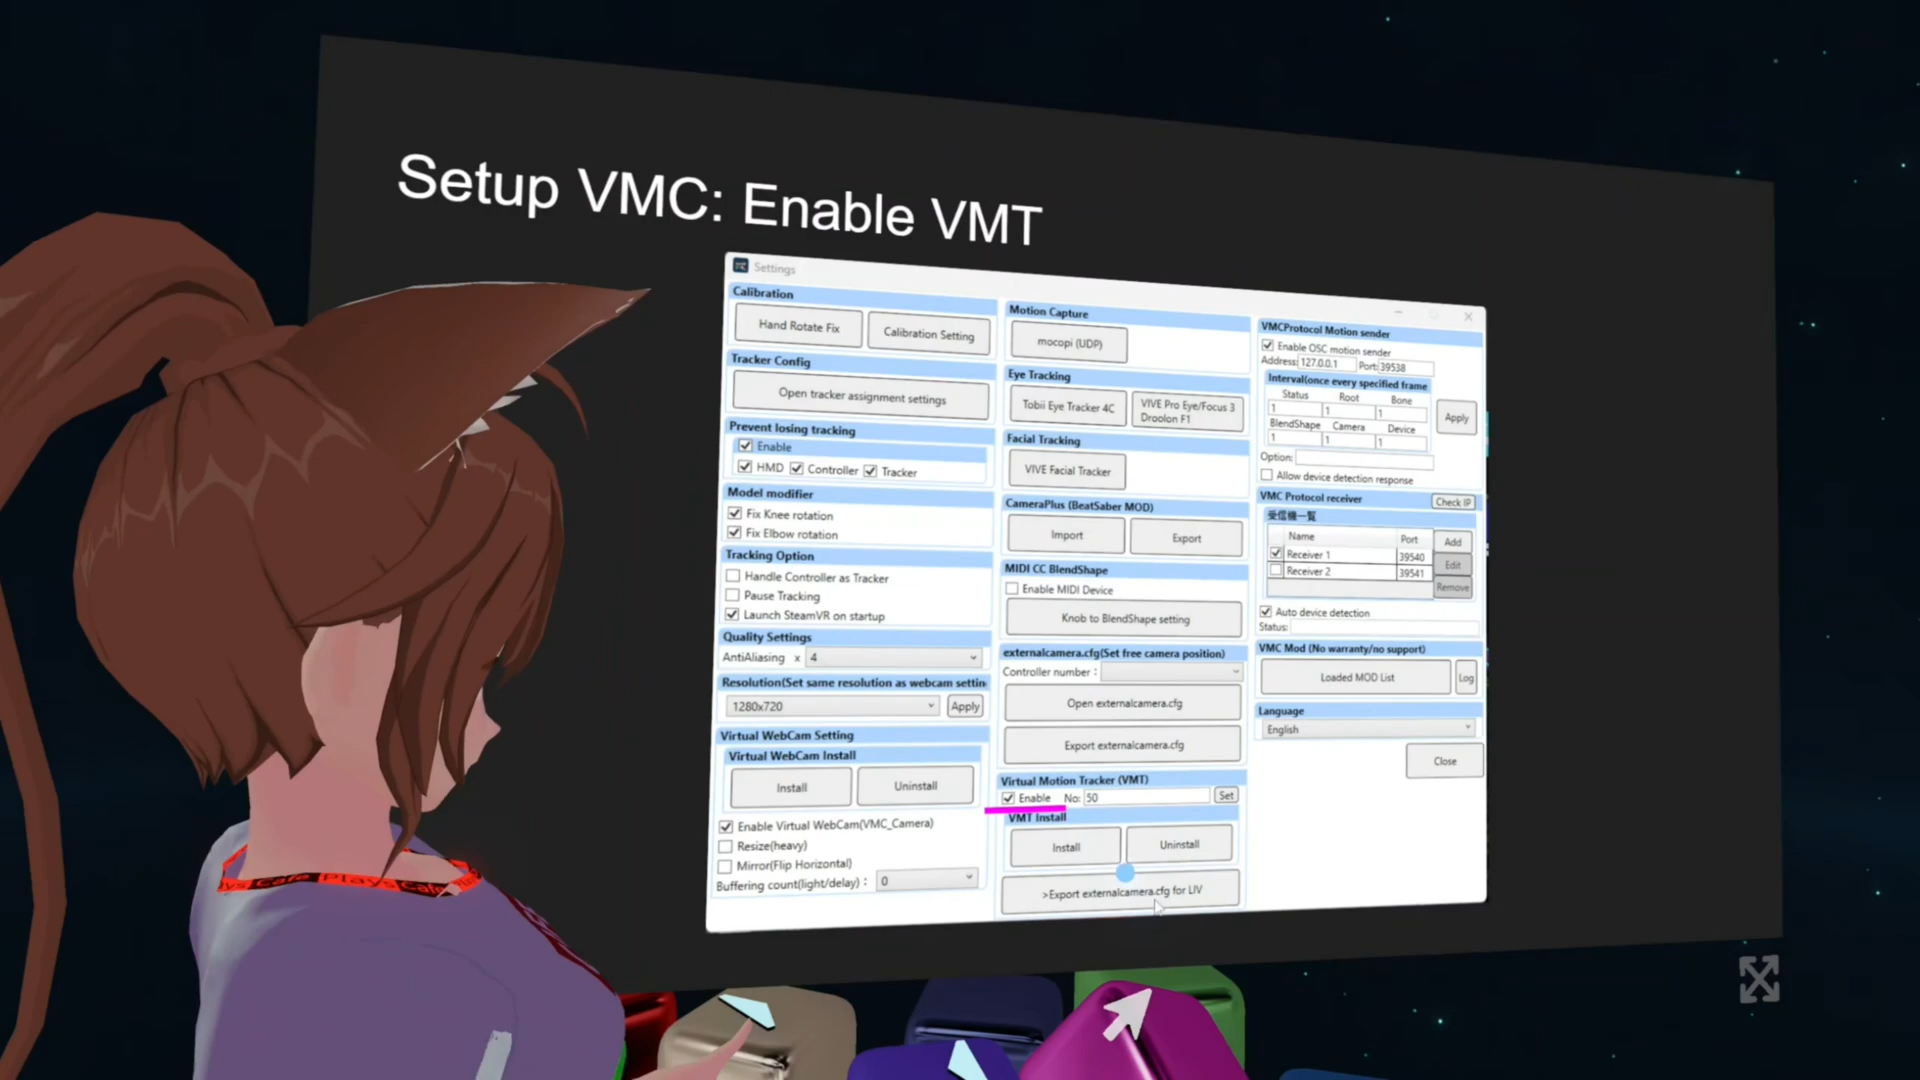 Setup VMC: Enable VMT
Settings
Calibration
Hand Rotate Fix
Calibration Setting
Tracker Config
Open tracker assignment settings
Prevent losing tracking
Enable
HMD Controller Tracker
Model modifier
Fix Knee rotation
Fix Elbow rotation
Tracking Option
Handle Controller as Tracker
Pause Tracking
Launch SteamVR on startup
Quality Settings
AntiAliasing x 4
Resolution(Set same resolution as webcam settin
1280x720 Apply
Virtual WebCam Setting
Virtual WebCam Install
Install Uninstall
Enable Virtual WebCam(VMC_Camera)
Resize(heavy)
Mirror(Flip Horizontal)
Buffering count(light/delay) : 0
Motion Capture
mocopi (UDP)
Eye Tracking
Tobii Eye Tracker 4C
VIVE Pro Eye/Focus 3
Droolon F1
Facial Tracking
VIVE Facial Tracker
CameraPlus (BeatSaber MOD)
Import Export
MIDI CC BlendShape
Enable MIDI Device
Knob to BlendShape setting
externalcamera.cfg(Set free camera position)
Controller number :
Open externalcamera.cfg
Export externalcamera.cfg
Virtual Motion Tracker (VMT)
Enable No: 50 Set
VMT Install
Install Uninstall
>Export externalcamera.cfg for LIV
VMCProtocol Motion sender
Enable OSC motion sender
Address: 127.0.0.1 Port: 39538
Interval(once every specified frame
Status Root Bone
1 1 1
Apply
BlendShape Camera Device
1 1 1
Option:
Allow device detection response
VMC Protocol receiver Check IP
受信機一覧
Name Port Add
Receiver 1 39540 Edit
Receiver 2 39541 Remove
Auto device detection
Status:
VMC Mod (No warranty/no support)
Loaded MOD List Log
Language
English
Close
Plays Cafe